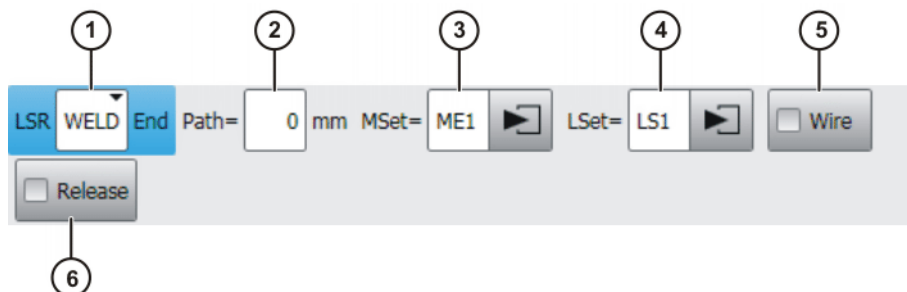 1 2 3 4 5
LSR WELD End Path= 0 mm MSet= ME1 LSet= LS1 Wire
Release
6